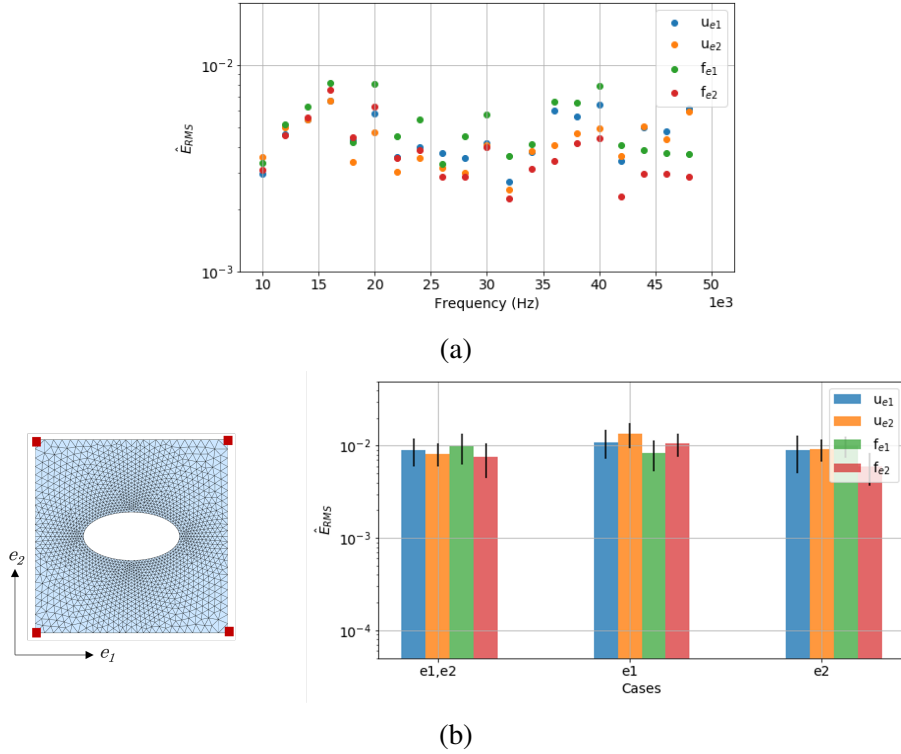 u_e1
u_e2
f_e1
f_e2
10^-2
10^-3
Ê_RMS
10 15 20 25 30 35 40 45 50
1e3
Frequency (Hz)
(a)
e_2
e_1
u_e1
u_e2
f_e1
f_e2
10^-2
10^-3
10^-4
Ê_RMS
e1,e2 e1 e2
Cases
(b)